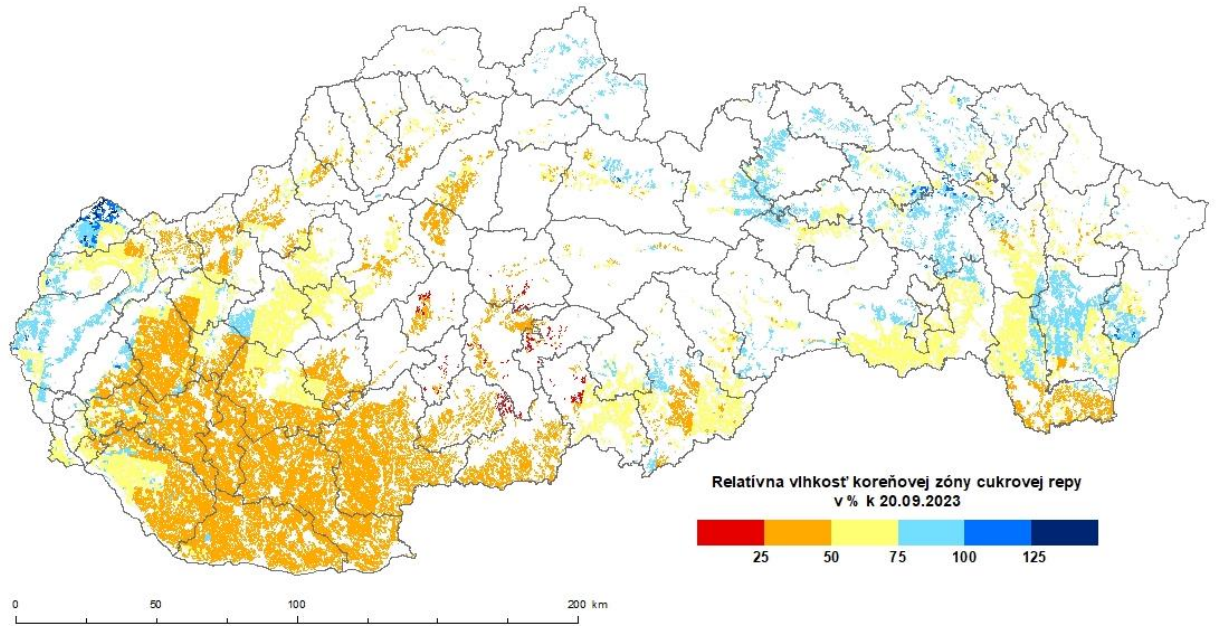 Relatívna vlhkosť koreňovej zóny cukrovej repy
v % k 20.09.2023
25 50 75 100 125
0 50 100 200 km